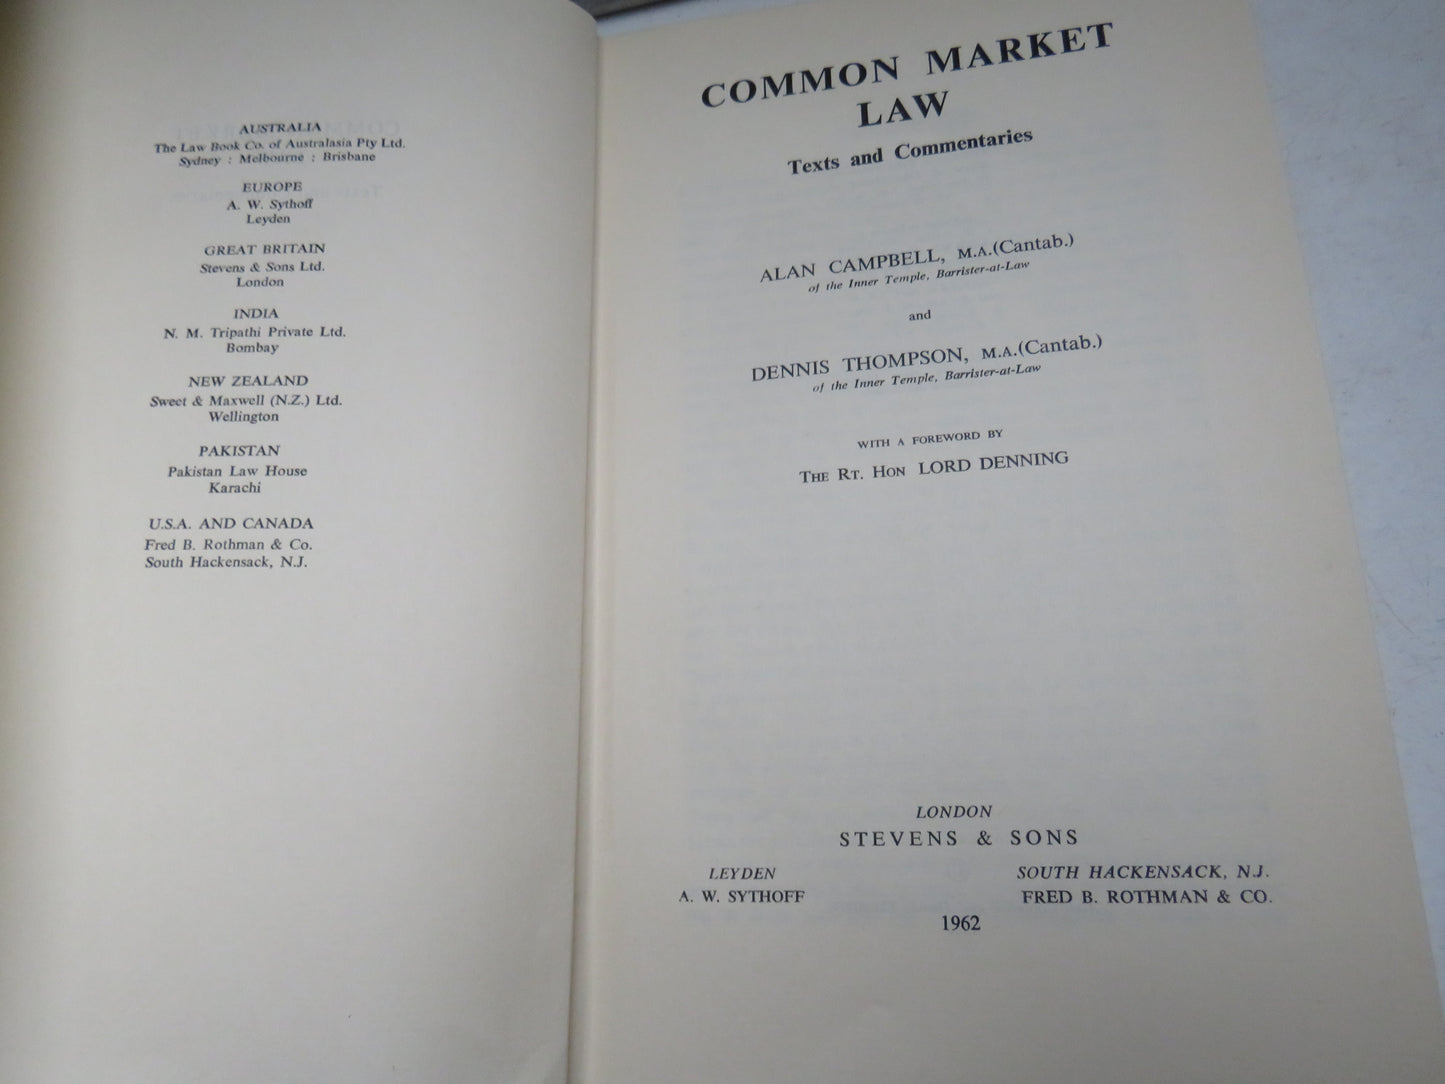 AUSTRALIA
The Law Book Co. of Australasia Pty Ltd.
Sydney : Melbourne : Brisbane
EUROPE
A. W. Sythoff
Leyden
GREAT BRITAIN
Stevens & Sons Ltd.
London
INDIA
N. M. Tripathi Private Ltd.
Bombay
NEW ZEALAND
Sweet & Maxwell (N.Z.) Ltd.
Wellington
PAKISTAN
Pakistan Law House
Karachi
U.S.A. AND CANADA
Fred B. Rothman & Co.
South Hackensack, N.J.
COMMON MARKET
LAW
Texts and Commentaries
ALAN CAMPBELL, M.A.(Cantab.)
of the Inner Temple, Barrister-at-Law
and
DENNIS THOMPSON, M.A.(Cantab.)
of the Inner Temple, Barrister-at-Law
WITH A FOREWORD BY
THE RT. HON LORD DENNING
LONDON
STEVENS & SONS
LEYDEN
A. W. SYTHOFF
SOUTH HACKENSACK, N.J.
FRED B. ROTHMAN & CO.
1962